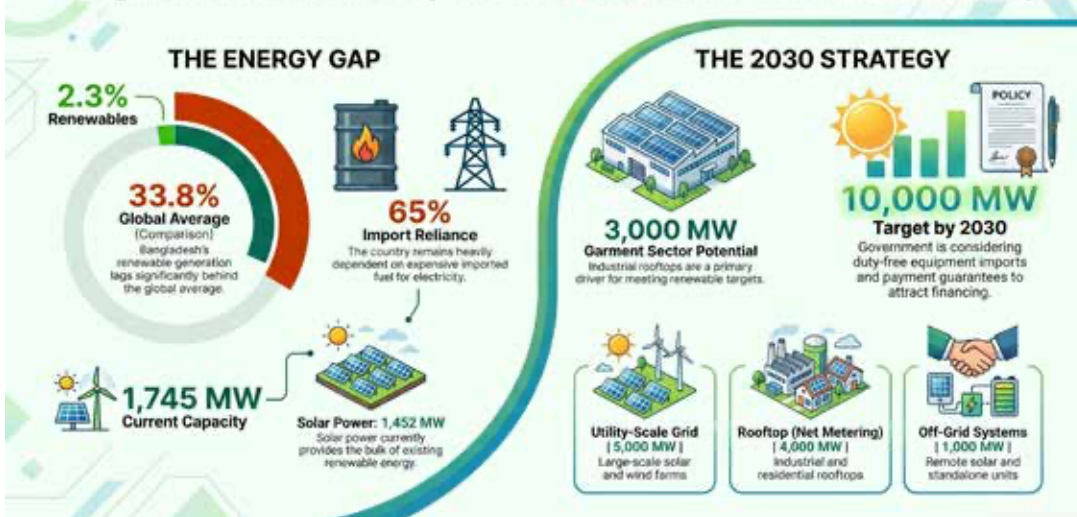 THE ENERGY GAP
2.3%
Renewables
33.8%
Global Average
(Comparison)
Bangladesh's
renewable generation
lags significantly behind
the global average.
65%
Import Reliance
The country remains heavily
dependent on expensive imported
fuel for electricity.
1,745 MW
Current Capacity
Solar Power: 1,452 MW
Solar power currently
provides the bulk of existing
renewable energy.
THE 2030 STRATEGY
3,000 MW
Garment Sector Potential
Industrial rooftops are a primary
driver for meeting renewable targets.
POLICY
10,000 MW
Target by 2030
Government is considering
duty-free equipment imports
and payment guarantees to
attract financing.
Utility-Scale Grid
| 5,000 MW |
Large-scale solar
and wind farms
Rooftop (Net Metering)
| 4,000 MW |
Industrial and
residential rooftops
Off-Grid Systems
| 1,000 MW |
Remote solar and
standalone units